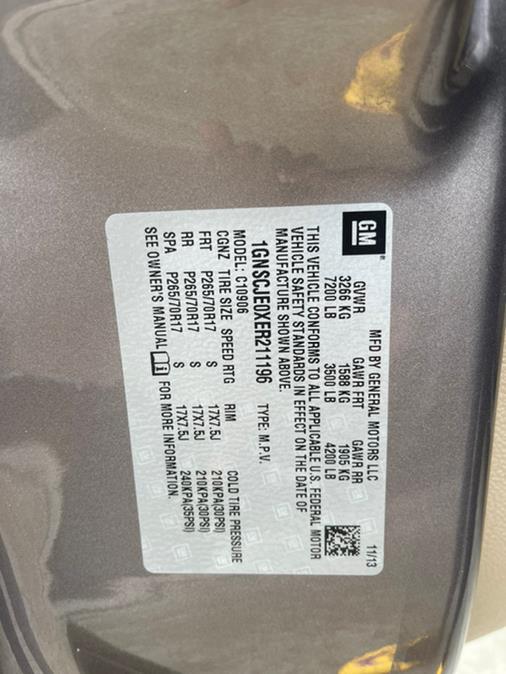 GM
MFD BY GENERAL MOTORS LLC 11/13
GVWR GAWR FRT GAWR RR
3266 KG 1588 KG 1905 KG
7200 LB 3500 LB 4200 LB
THIS VEHICLE CONFORMS TO ALL APPLICABLE U.S. FEDERAL MOTOR
VEHICLE SAFETY STANDARDS IN EFFECT ON THE DATE OF
MANUFACTURE SHOWN ABOVE.
1GNSCJE0XER211196 TYPE: M.P.V.
MODEL: C10906
CGNZ TIRE SIZE SPEED RTG RIM COLD TIRE PRESSURE
FRT P265/70R17 S 17X7.5J 210KPA(30PSI)
RR P265/70R17 S 17X7.5J 210KPA(30PSI)
SPA P265/70R17 S 17X7.5J 240KPA(35PSI)
SEE OWNER'S MANUAL FOR MORE INFORMATION.